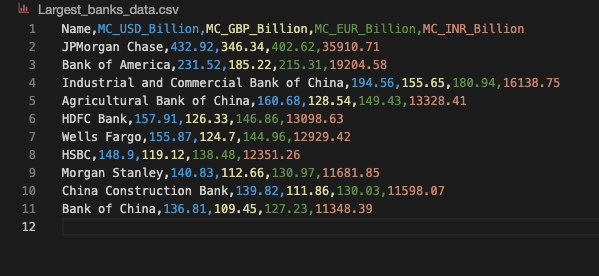 Largest_banks_data.csv
1 Name,MC_USD_Billion,MC_GBP_Billion,MC_EUR_Billion,MC_INR_Billion
2 JPMorgan Chase,432.92,346.34,402.62,35910.71
3 Bank of America,231.52,185.22,215.31,19204.58
4 Industrial and Commercial Bank of China,194.56,155.65,180.94,16138.75
5 Agricultural Bank of China,160.68,128.54,149.43,13328.41
6 HDFC Bank,157.91,126.33,146.86,13098.63
7 Wells Fargo,155.87,124.7,144.96,12929.42
8 HSBC,148.9,119.12,138.48,12351.26
9 Morgan Stanley,140.83,112.66,130.97,11681.85
10 China Construction Bank,139.82,111.86,130.03,11598.07
11 Bank of China,136.81,109.45,127.23,11348.39
12